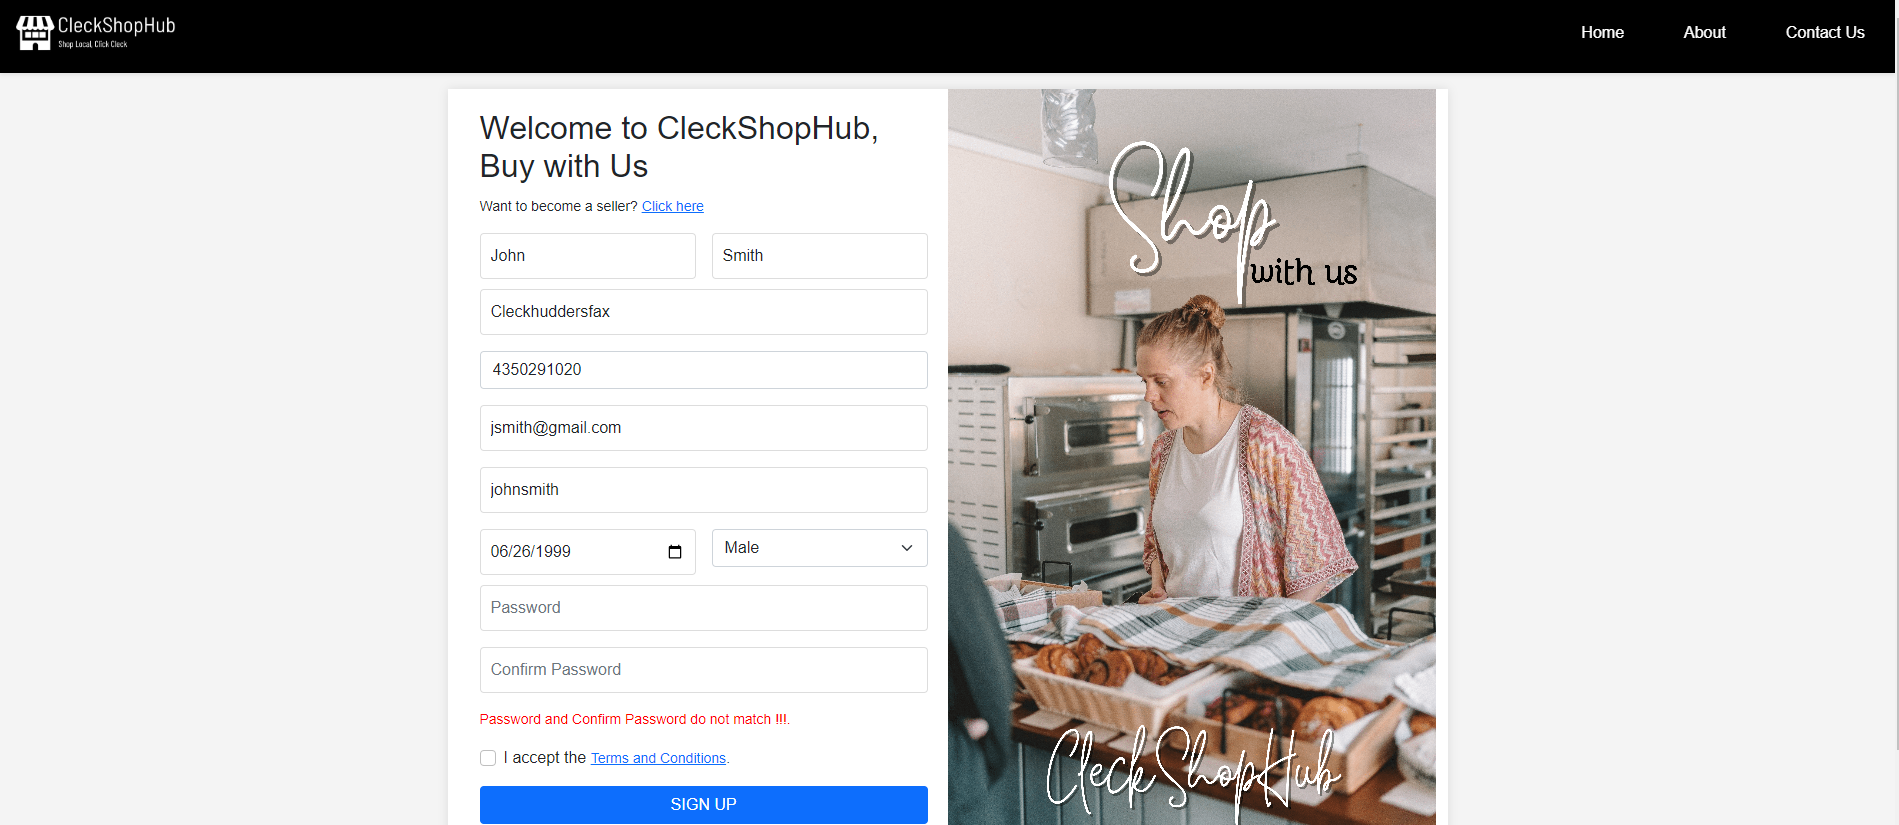 CleckShopHub
Shop Local, Click Cleck
Home
About
Contact Us
Welcome to CleckShopHub,
Buy with Us
Want to become a seller? Click here
John
Smith
Cleckhuddersfax
4350291020
jsmith@gmail.com
johnsmith
06/26/1999
Male
Password
Confirm Password
Password and Confirm Password do not match !!!.
I accept the Terms and Conditions.
SIGN UP
Shop
with us
CleckShopHub